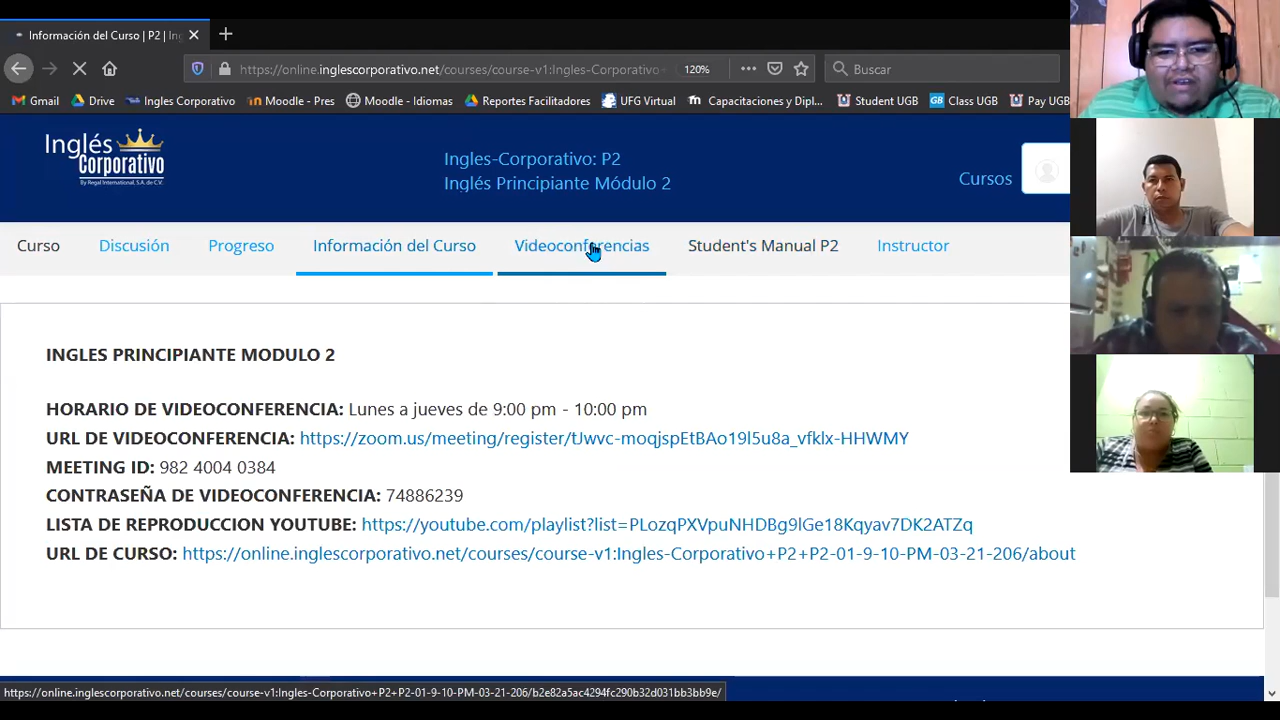 Información del Curso | P2 | In
https://online.inglescorporativo.net/courses/course-v1:Ingles-Corporativo
120%
Buscar
Gmail
Drive
Ingles Corporativo
Moodle - Pres
Moodle - Idiomas
Reportes Facilitadores
UFG Virtual
Capacitaciones y Dipl...
Student UGB
Class UGB
Pay UGB
Inglés
Corporativo
By Regal International, S.A. de C.V.
Ingles-Corporativo: P2
Inglés Principiante Módulo 2
Cursos
Curso
Discusión
Progreso
Información del Curso
Videoconferencias
Student's Manual P2
Instructor
INGLES PRINCIPIANTE MODULO 2
HORARIO DE VIDEOCONFERENCIA: Lunes a jueves de 9:00 pm - 10:00 pm
URL DE VIDEOCONFERENCIA: https://zoom.us/meeting/register/tJwvc-moqjspEtBAo19l5u8a_vfklx-HHWMY
MEETING ID: 982 4004 0384
CONTRASEÑA DE VIDEOCONFERENCIA: 74886239
LISTA DE REPRODUCCION YOUTUBE: https://youtube.com/playlist?list=PLozqPXVpuNHDBg9lGe18Kqyav7DK2ATZq
URL DE CURSO: https://online.inglescorporativo.net/courses/course-v1:Ingles-Corporativo+P2+P2-01-9-10-PM-03-21-206/about
https://online.inglescorporativo.net/courses/course-v1:Ingles-Corporativo+P2+P2-01-9-10-PM-03-21-206/b2e82a5ac4294fc290b32d031bb3bb9e/